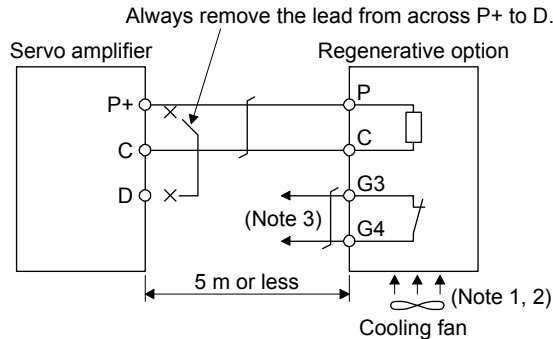 Always remove the lead from across P+ to D.
Servo amplifier
Regenerative option
P+
P
C
C
D
G3
(Note 3)
G4
5 m or less
(Note 1, 2)
Cooling fan